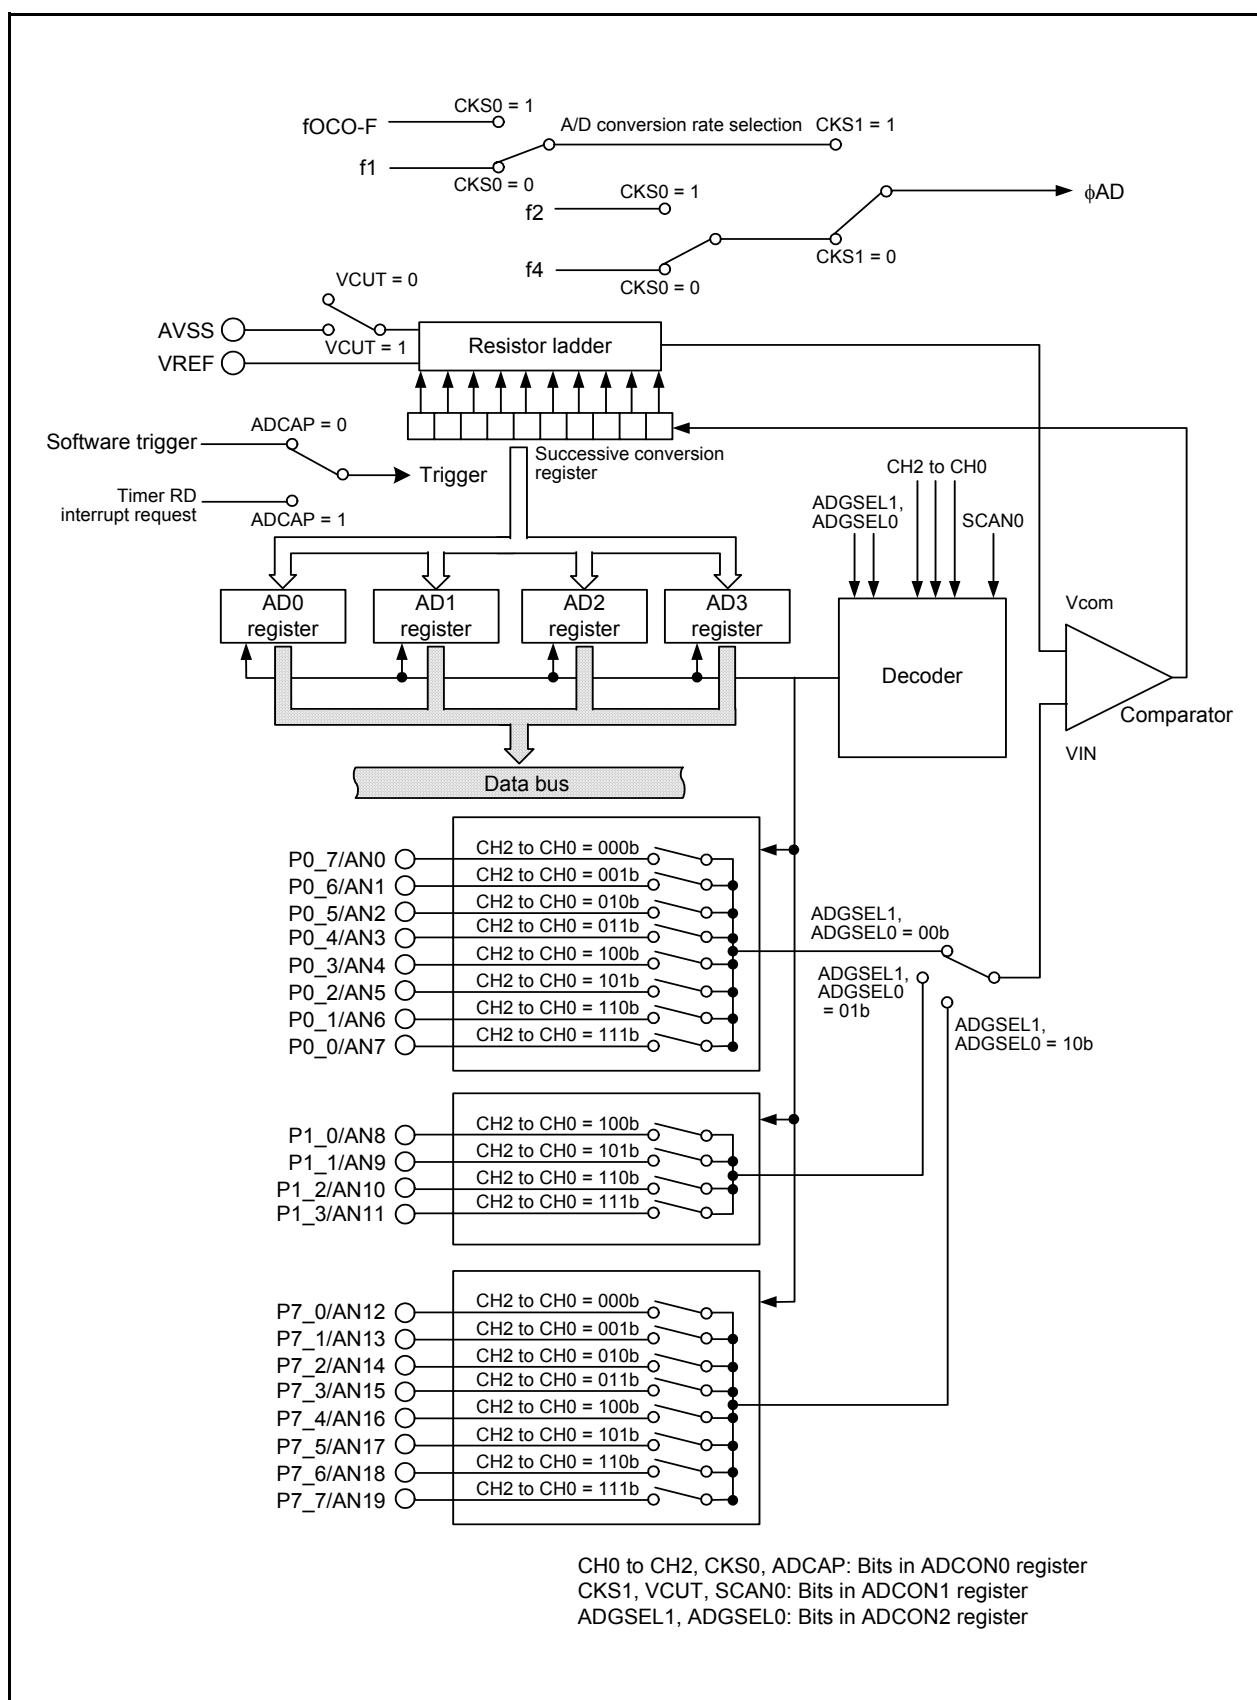 CKS0 = 1
fOCO-F
A/D conversion rate selection
CKS1 = 1
f1
CKS0 = 0
CKS0 = 1
f2
ϕAD
CKS1 = 0
f4
CKS0 = 0
VCUT = 0
AVSS
VCUT = 1
Resistor ladder
VREF
ADCAP = 0
Software trigger
Trigger
Successive conversion
register
Timer RD
interrupt request
ADCAP = 1
CH2 to CH0
ADGSEL1,
ADGSEL0
SCAN0
AD0
register
AD1
register
AD2
register
AD3
register
Vcom
Decoder
Comparator
VIN
Data bus
P0_7/AN0
CH2 to CH0 = 000b
P0_6/AN1
CH2 to CH0 = 001b
P0_5/AN2
CH2 to CH0 = 010b
P0_4/AN3
CH2 to CH0 = 011b
P0_3/AN4
CH2 to CH0 = 100b
P0_2/AN5
CH2 to CH0 = 101b
P0_1/AN6
CH2 to CH0 = 110b
P0_0/AN7
CH2 to CH0 = 111b
ADGSEL1,
ADGSEL0 = 00b
ADGSEL1,
ADGSEL0
= 01b
ADGSEL1,
ADGSEL0 = 10b
P1_0/AN8
CH2 to CH0 = 100b
P1_1/AN9
CH2 to CH0 = 101b
P1_2/AN10
CH2 to CH0 = 110b
P1_3/AN11
CH2 to CH0 = 111b
P7_0/AN12
CH2 to CH0 = 000b
P7_1/AN13
CH2 to CH0 = 001b
P7_2/AN14
CH2 to CH0 = 010b
P7_3/AN15
CH2 to CH0 = 011b
P7_4/AN16
CH2 to CH0 = 100b
P7_5/AN17
CH2 to CH0 = 101b
P7_6/AN18
CH2 to CH0 = 110b
P7_7/AN19
CH2 to CH0 = 111b
CH0 to CH2, CKS0, ADCAP: Bits in ADCON0 register
CKS1, VCUT, SCAN0: Bits in ADCON1 register
ADGSEL1, ADGSEL0: Bits in ADCON2 register